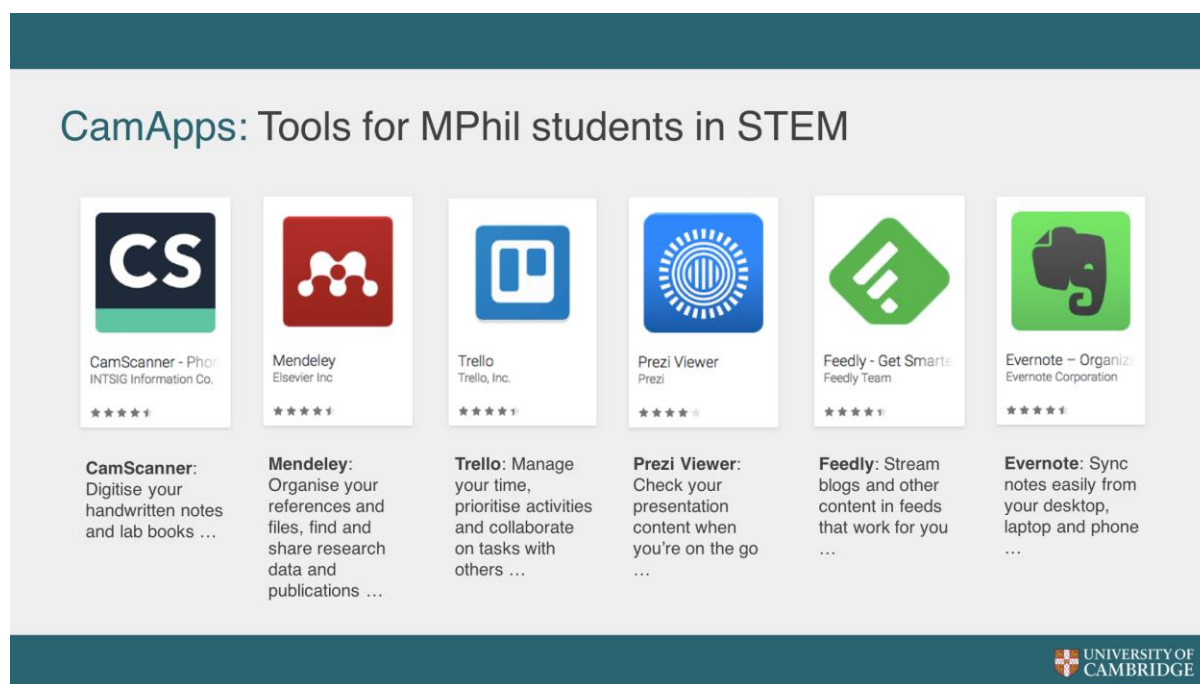 CamApps: Tools for MPhil students in STEM
CS
CamScanner - Phon
INTSIG Information Co.
Mendeley
Elsevier Inc
Trello
Trello, Inc.
Prezi Viewer
Prezi
Feedly - Get Smarte
Feedly Team
Evernote – Organize
Evernote Corporation
CamScanner:
Digitise your
handwritten notes
and lab books …
Mendeley:
Organise your
references and
files, find and
share research
data and
publications …
Trello: Manage
your time,
prioritise activities
and collaborate
on tasks with
others …
Prezi Viewer:
Check your
presentation
content when
you’re on the go
…
Feedly: Stream
blogs and other
content in feeds
that work for you
…
Evernote: Sync
notes easily from
your desktop,
laptop and phone
…
UNIVERSITY OF
CAMBRIDGE